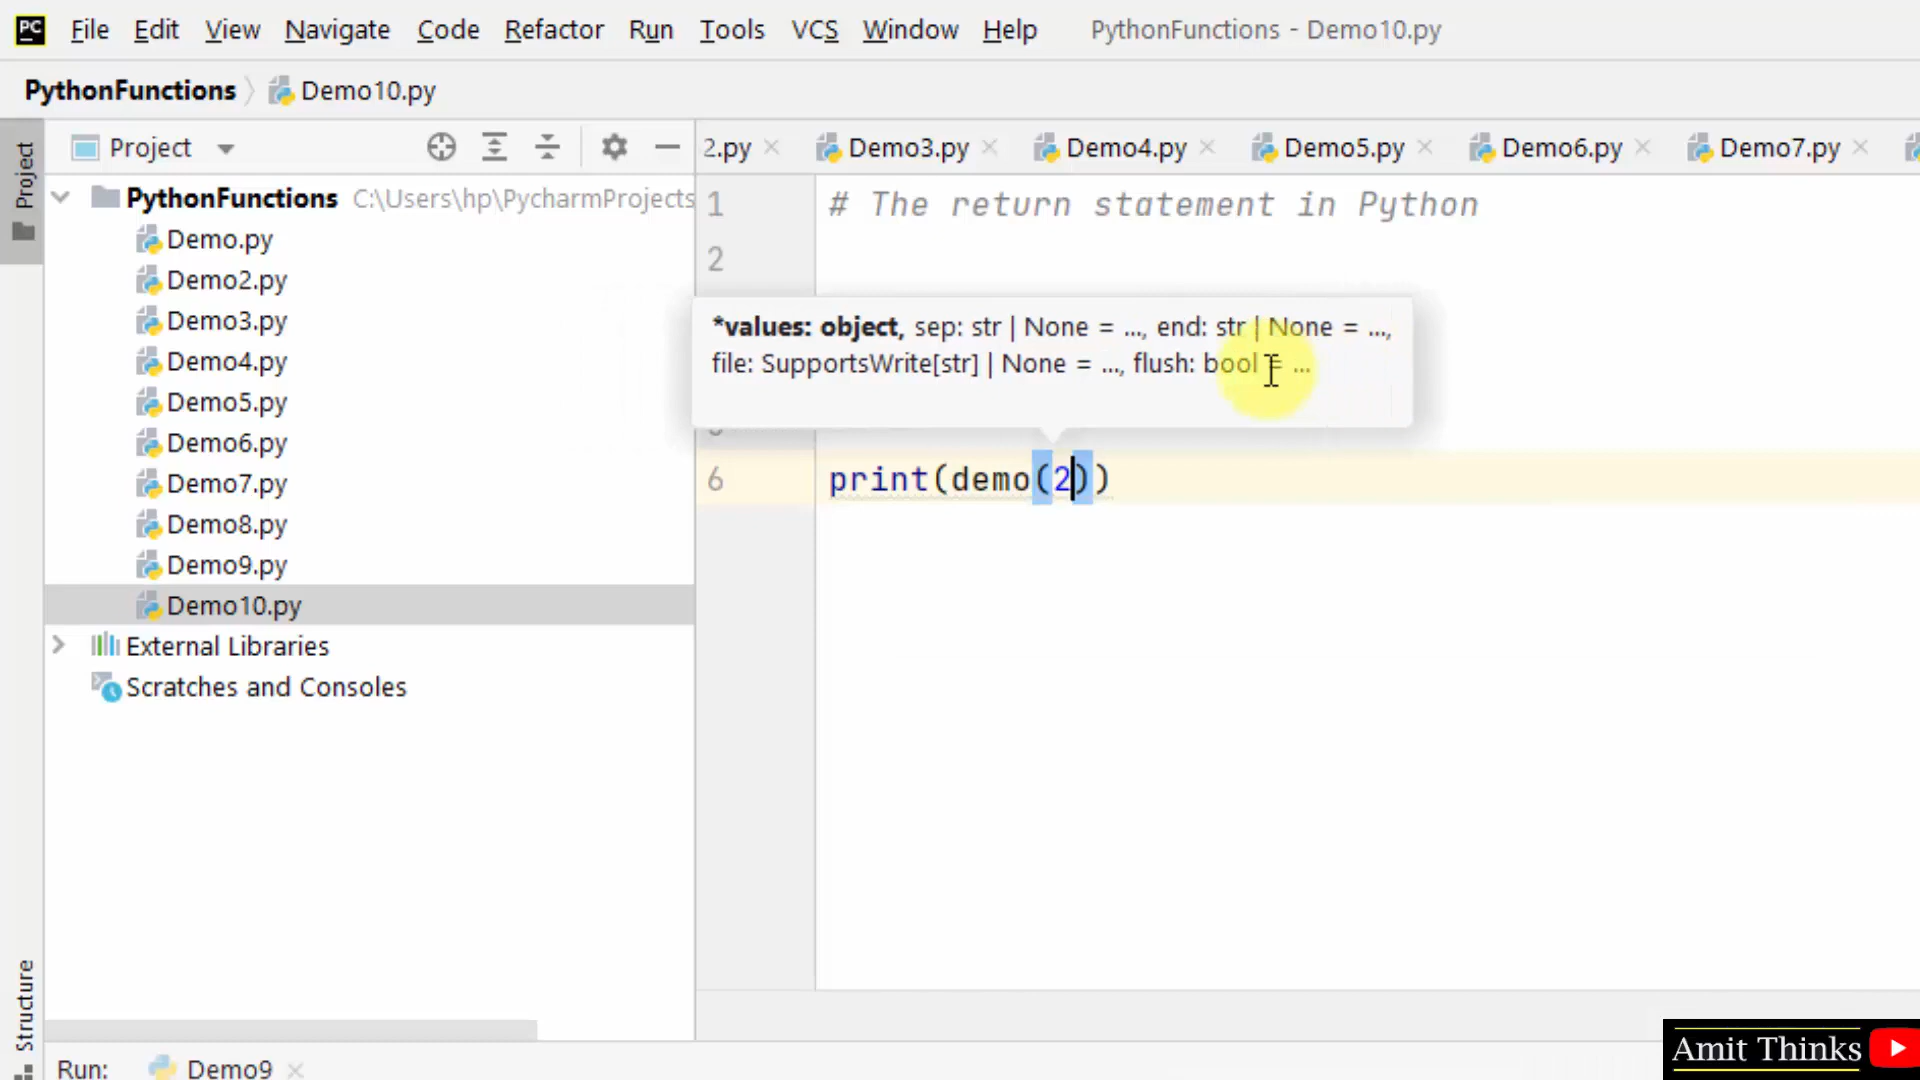 PC File Edit View Navigate Code Refactor Run Tools VCS Window Help PythonFunctions - Demo10.py
PythonFunctions Demo10.py
Project
Project
2.py Demo3.py Demo4.py Demo5.py Demo6.py Demo7.py
PythonFunctions C:\Users\hp\PycharmProjects
Demo.py
Demo2.py
Demo3.py
Demo4.py
Demo5.py
Demo6.py
Demo7.py
Demo8.py
Demo9.py
Demo10.py
External Libraries
Scratches and Consoles
1 # The return statement in Python
2
*values: object, sep: str | None = ..., end: str | None = ...,
file: SupportsWrite[str] | None = ..., flush: bool = ...
6 print(demo(2))
Structure
Run: Demo9
Amit Thinks